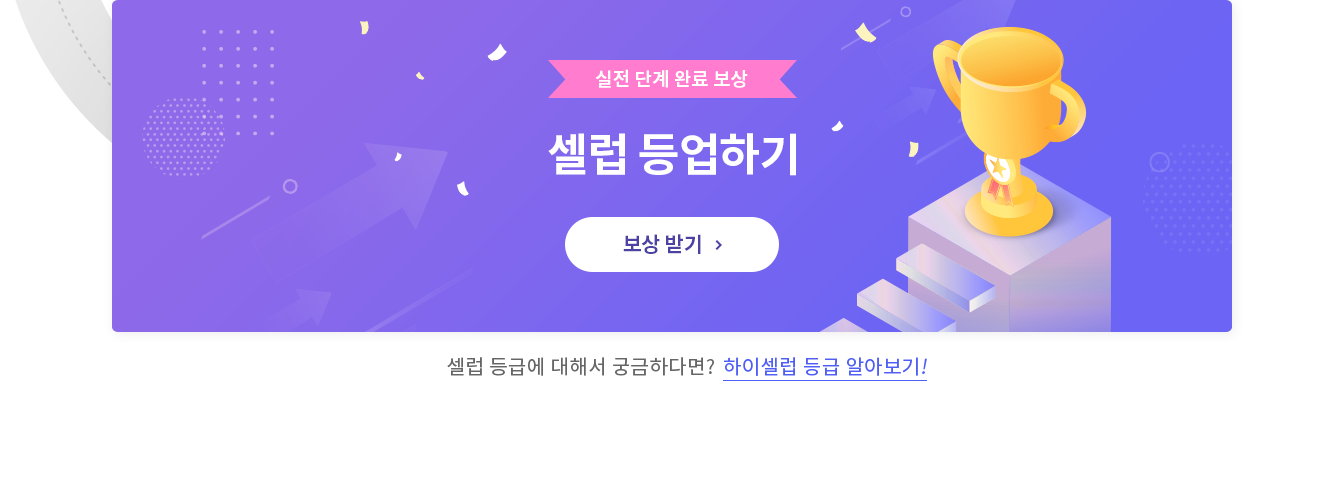 실전 단계 완료 보상
셀럽 등업하기
보상 받기 >
셀럽 등급에 대해서 궁금하다면? 하이셀럽 등급 알아보기!